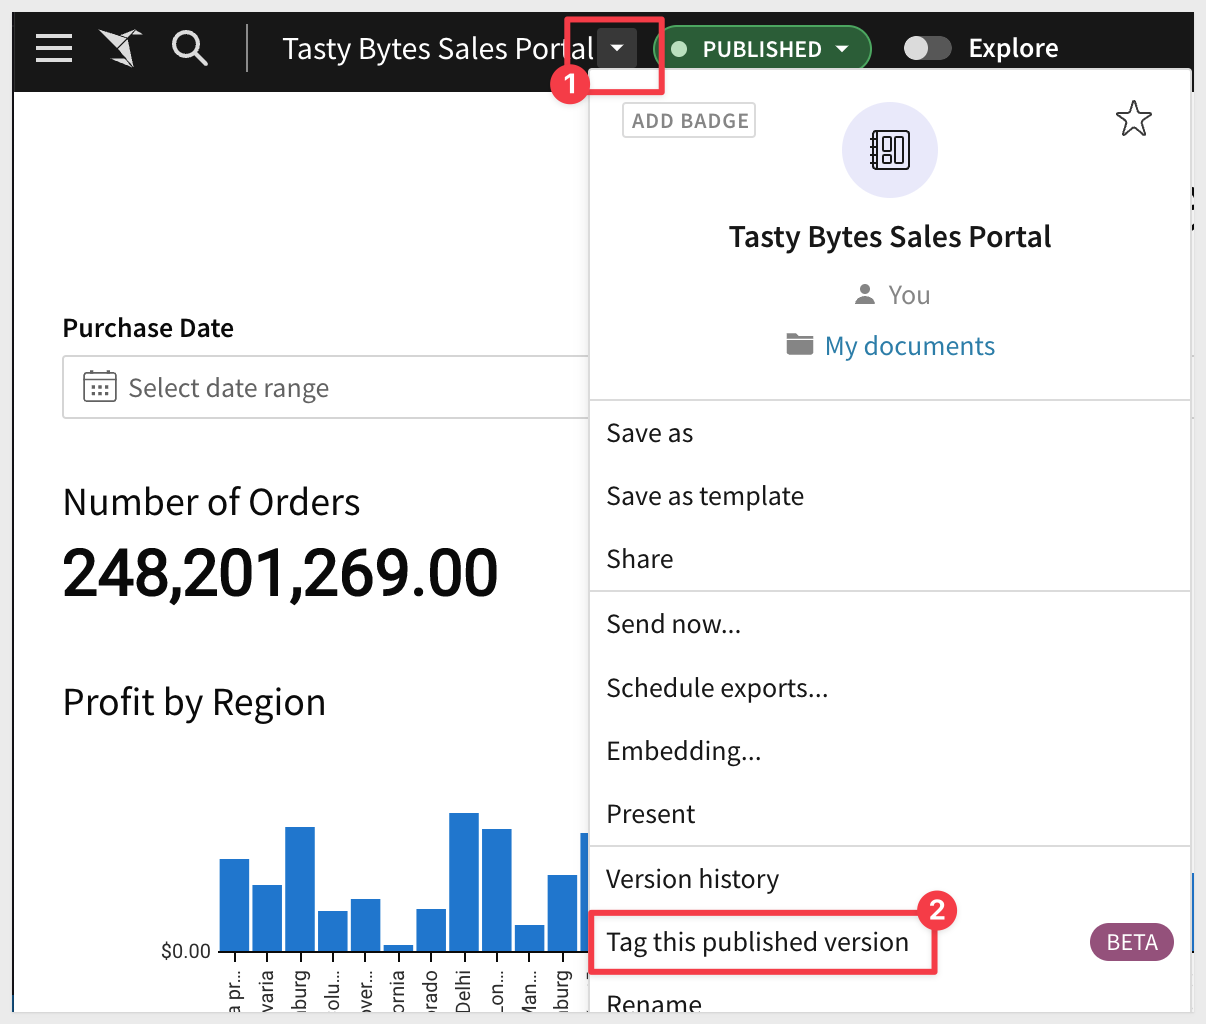 Tasty Bytes Sales Portal
PUBLISHED
Explore
1
ADD BADGE
Tasty Bytes Sales Portal
You
My documents
Purchase Date
Select date range
Number of Orders
248,201,269.00
Profit by Region
$0.00
a pr...
varia
burg
olu...
over...
ornia
rado
Delhi
Lon...
Man...
burg
Save as
Save as template
Share
Send now...
Schedule exports...
Embedding...
Present
Version history
2
Tag this published version
BETA
Rename